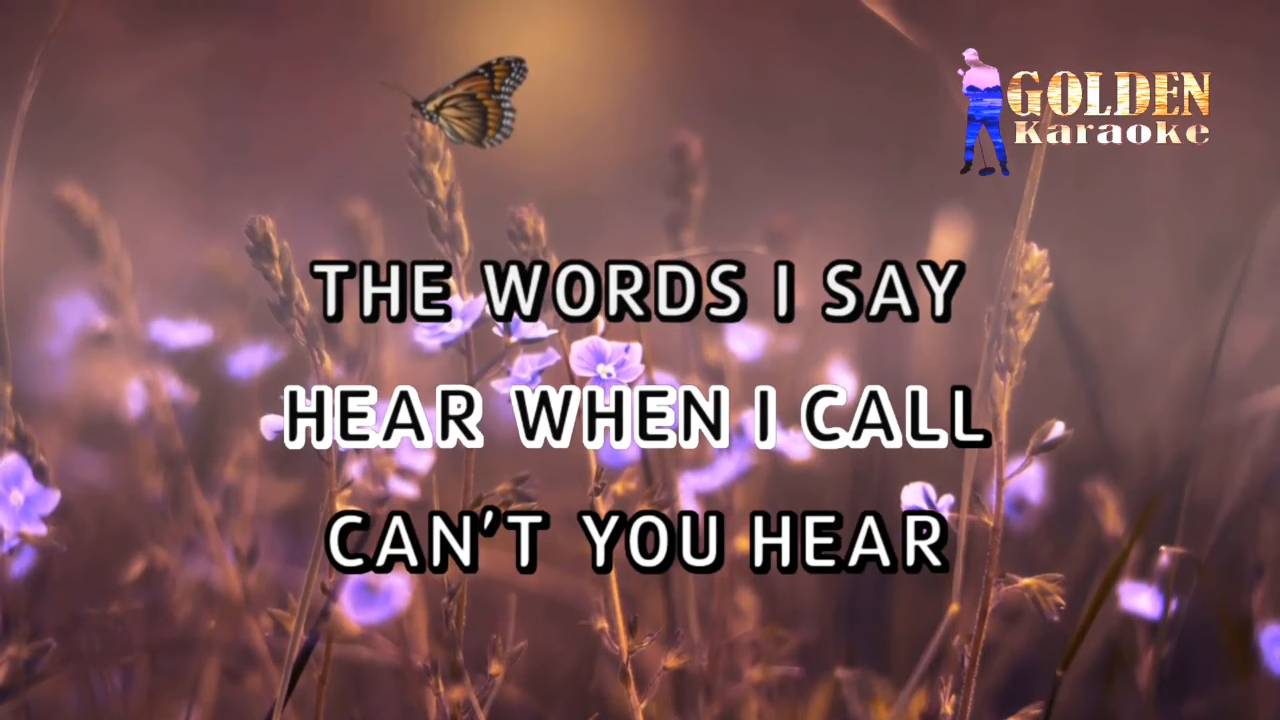 GOLDEN
Karaoke
THE WORDS I SAY
HEAR WHEN I CALL
CAN'T YOU HEAR